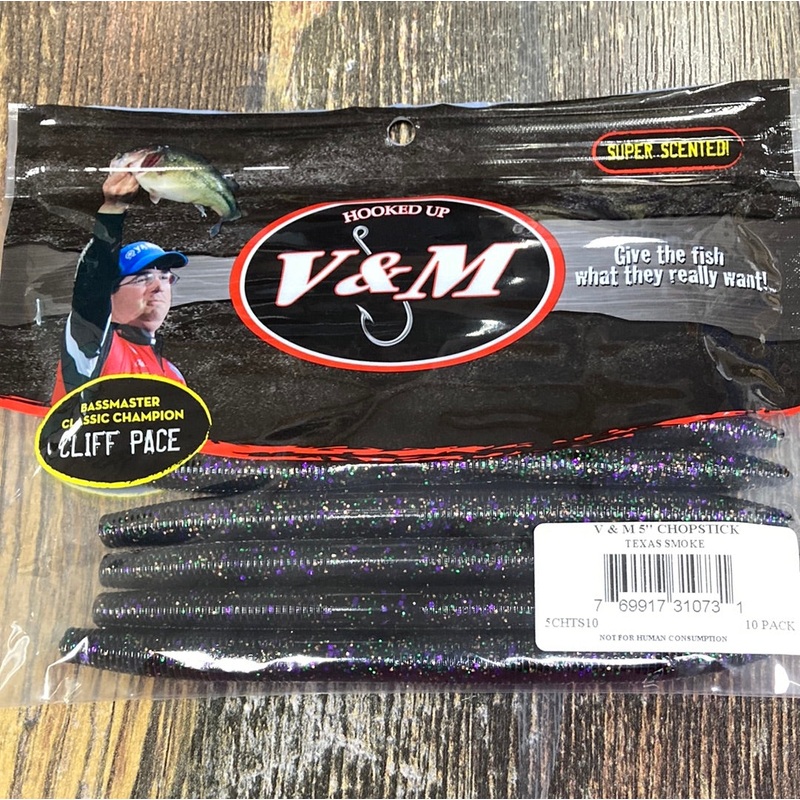 SUPER SCENTED!
HOOKED UP
V&M
Give the fish
what they really want!
BASSMASTER
CLASSIC CHAMPION
CLIFF PACE
V & M 5" CHOPSTICK
TEXAS SMOKE
7 69917 31073 1
5CHTS10 10 PACK
NOT FOR HUMAN CONSUMPTION